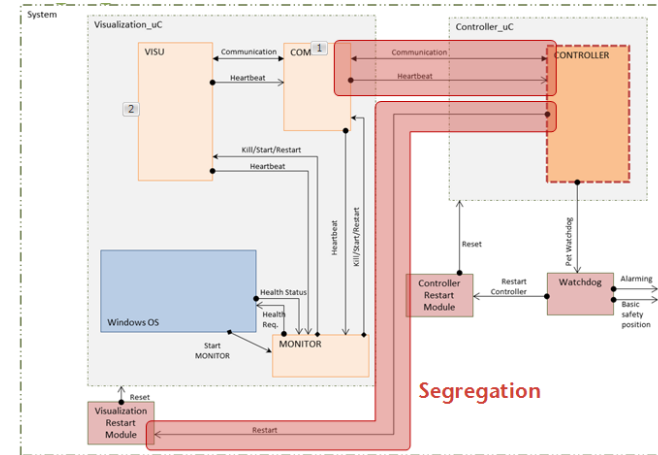 System
Visualization_uC
Controller_uC
VISU
Communication
COM
1
Communication
CONTROLLER
Heartbeat
Heartbeat
2
Kill/Start/Restart
Heartbeat
Heartbeat
Kill/Start/Restart
Pet Watchdog
Reset
Windows OS
Health Status
Health
Req.
Start
MONITOR
MONITOR
Controller
Restart
Module
Restart
Controller
Watchdog
Alarming
Basic
safety
position
Segregation
Reset
Visualization
Restart
Module
Restart